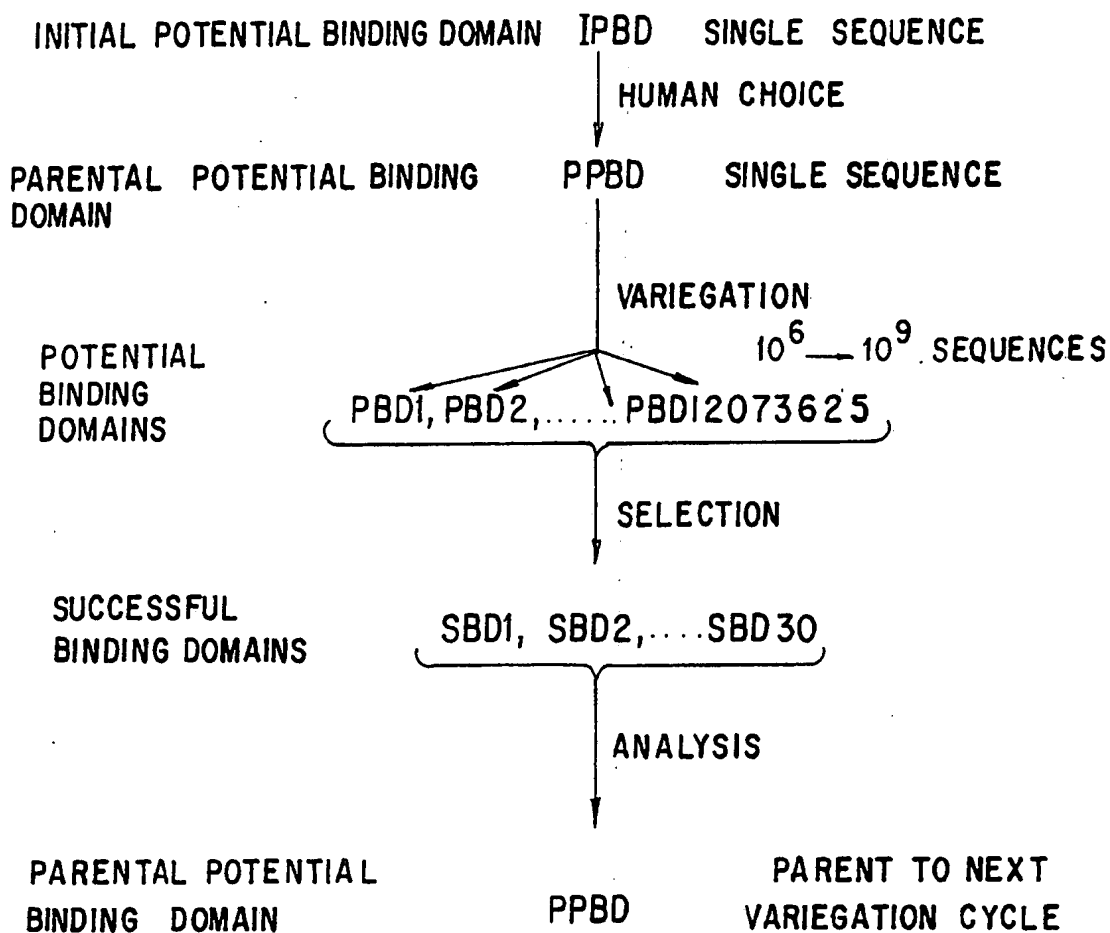 INITIAL POTENTIAL BINDING DOMAIN IPBD SINGLE SEQUENCE
HUMAN CHOICE
PARENTAL POTENTIAL BINDING DOMAIN PPBD SINGLE SEQUENCE
VARIEGATION
10^6 — 10^9 SEQUENCES
POTENTIAL
BINDING
DOMAINS
PBD1, PBD2,...... PBD12073625
SELECTION
SUCCESSFUL
BINDING DOMAINS
SBD1, SBD2,....SBD30
ANALYSIS
PARENTAL POTENTIAL
BINDING DOMAIN
PPBD
PARENT TO NEXT
VARIEGATION CYCLE